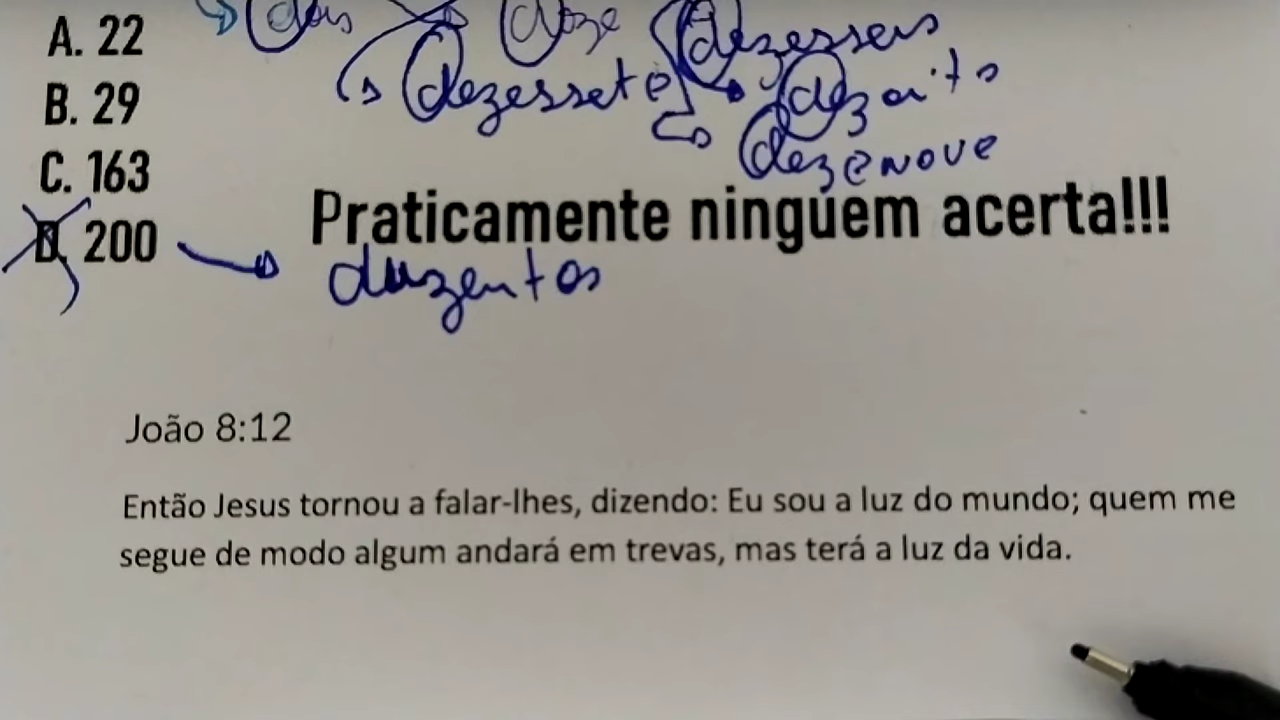 A. 22
dois doze dezesseis
B. 29
dezessete dezoito
dezenove
C. 163
Praticamente ninguém acerta!!!
D. 200
duzentos
João 8:12
Então Jesus tornou a falar-lhes, dizendo: Eu sou a luz do mundo; quem me
segue de modo algum andará em trevas, mas terá a luz da vida.